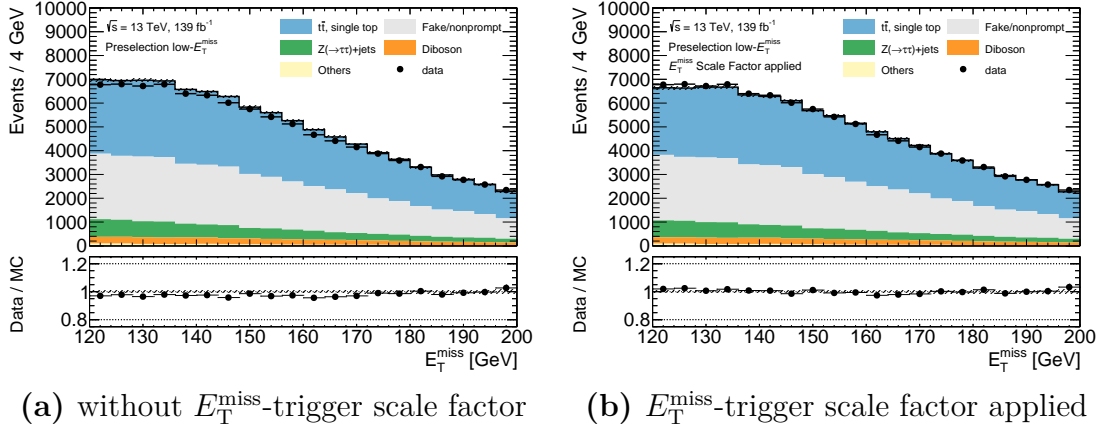 Events / 4 GeV
10000
9000
8000
7000
6000
5000
4000
3000
2000
1000
0
√s = 13 TeV, 139 fb⁻¹
Preselection low-E_T^miss
tt̄, single top
Fake/nonprompt
Z(→ττ)+jets
Diboson
Others
data
Data / MC
1.2
1
0.8
120 130 140 150 160 170 180 190 200
E_T^miss [GeV]
(a) without E_T^miss-trigger scale factor
Events / 4 GeV
10000
9000
8000
7000
6000
5000
4000
3000
2000
1000
0
√s = 13 TeV, 139 fb⁻¹
Preselection low-E_T^miss
E_T^miss Scale Factor applied
tt̄, single top
Fake/nonprompt
Z(→ττ)+jets
Diboson
Others
data
Data / MC
1.2
1
0.8
120 130 140 150 160 170 180 190 200
E_T^miss [GeV]
(b) E_T^miss-trigger scale factor applied